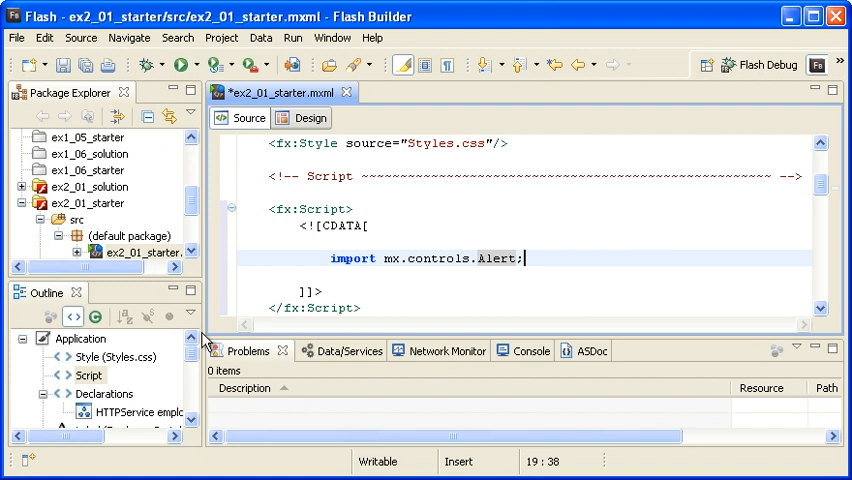 Flash - ex2_01_starter/src/ex2_01_starter.mxml - Flash Builder
File Edit Source Navigate Search Project Data Run Window Help
Flash Debug
Package Explorer
ex1_05_starter
ex1_06_solution
ex1_06_starter
ex2_01_solution
ex2_01_starter
src
(default package)
ex2_01_starter.
*ex2_01_starter.mxml
Source Design
<fx:Style source="Styles.css"/>
<!-- Script ~~~~~~~~~~~~~~~~~~~~~~~~~~~~~~~~~~~~~~~~~~~~~~~~~~~~~ -->
<fx:Script>
<![CDATA[
import mx.controls.Alert;
]]>
</fx:Script>
Outline
Application
Style (Styles.css)
Script
Declarations
HTTPService emplo
Problems Data/Services Network Monitor Console ASDoc
0 items
Description Resource Path
Writable Insert 19 : 38